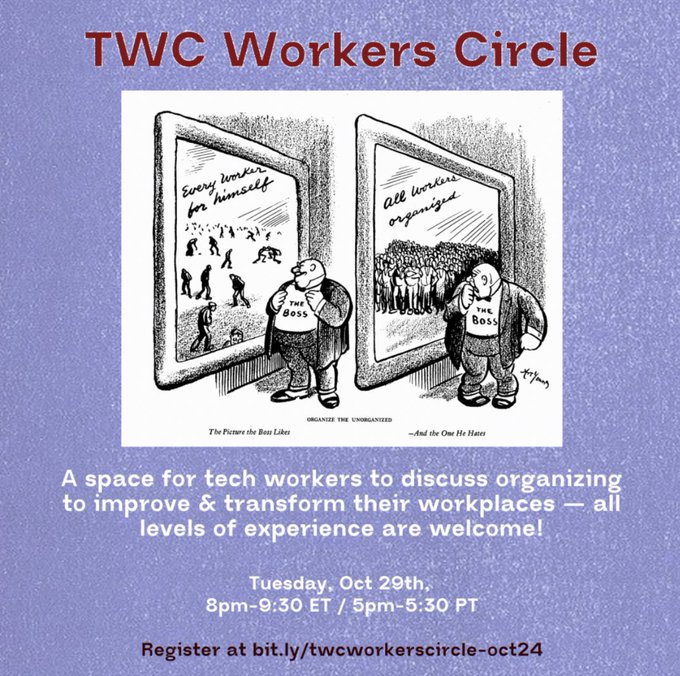 TWC Workers Circle
Every Worker
for himself
All Workers
organized
THE
BOSS
THE
BOSS
Art Young
ORGANIZE THE UNORGANIZED
The Picture the Boss Likes
—And the One He Hates
A space for tech workers to discuss organizing
to improve & transform their workplaces — all
levels of experience are welcome!
Tuesday, Oct 29th,
8pm-9:30 ET / 5pm-5:30 PT
Register at bit.ly/twcworkerscircle-oct24